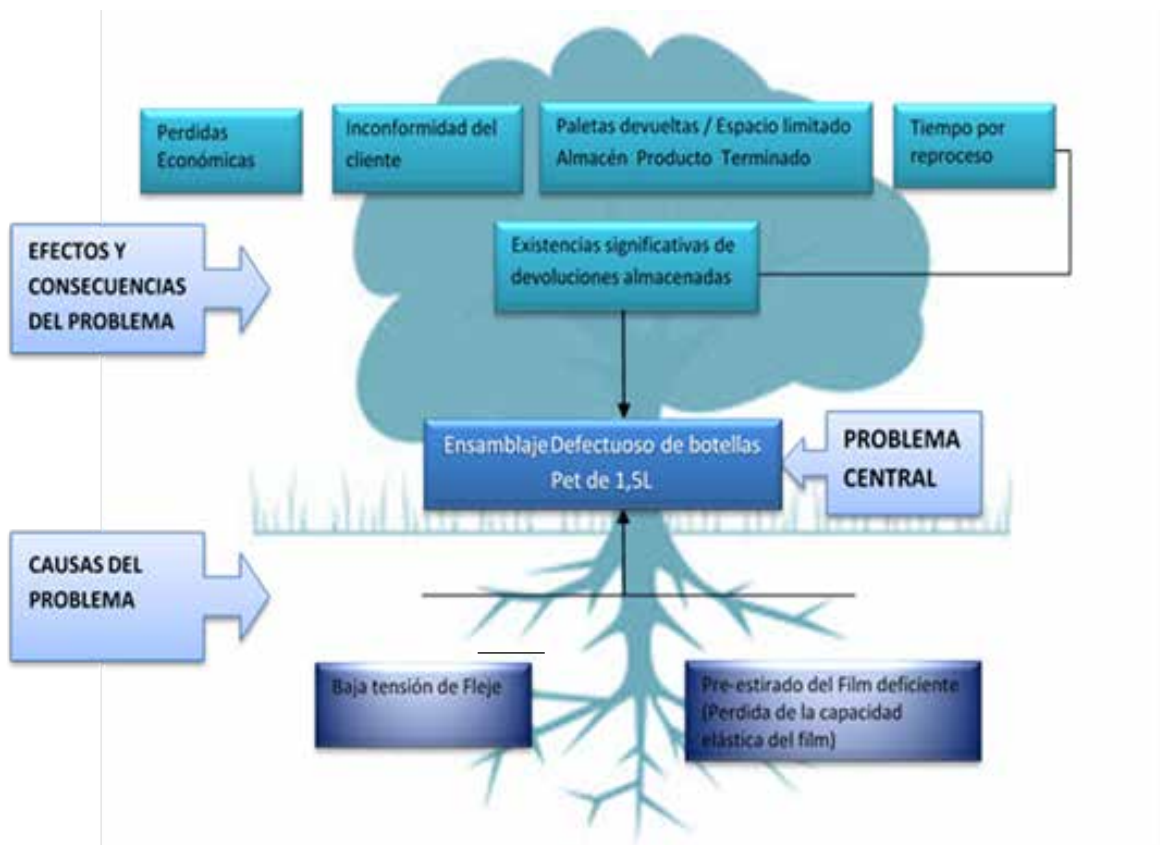 Perdidas
Económicas
Inconformidad del
cliente
Paletas devueltas / Espacio limitado
Almacén Producto Terminado
Tiempo por
reproceso
EFECTOS Y
CONSECUENCIAS
DEL PROBLEMA
Existencias significativas de
devoluciones almacenadas
Ensamblaje Defectuoso de botellas
Pet de 1,5L
PROBLEMA
CENTRAL
CAUSAS DEL
PROBLEMA
Baja tensión de Fleje
Pre-estirado del Film deficiente
(Perdida de la capacidad
elástica del film)